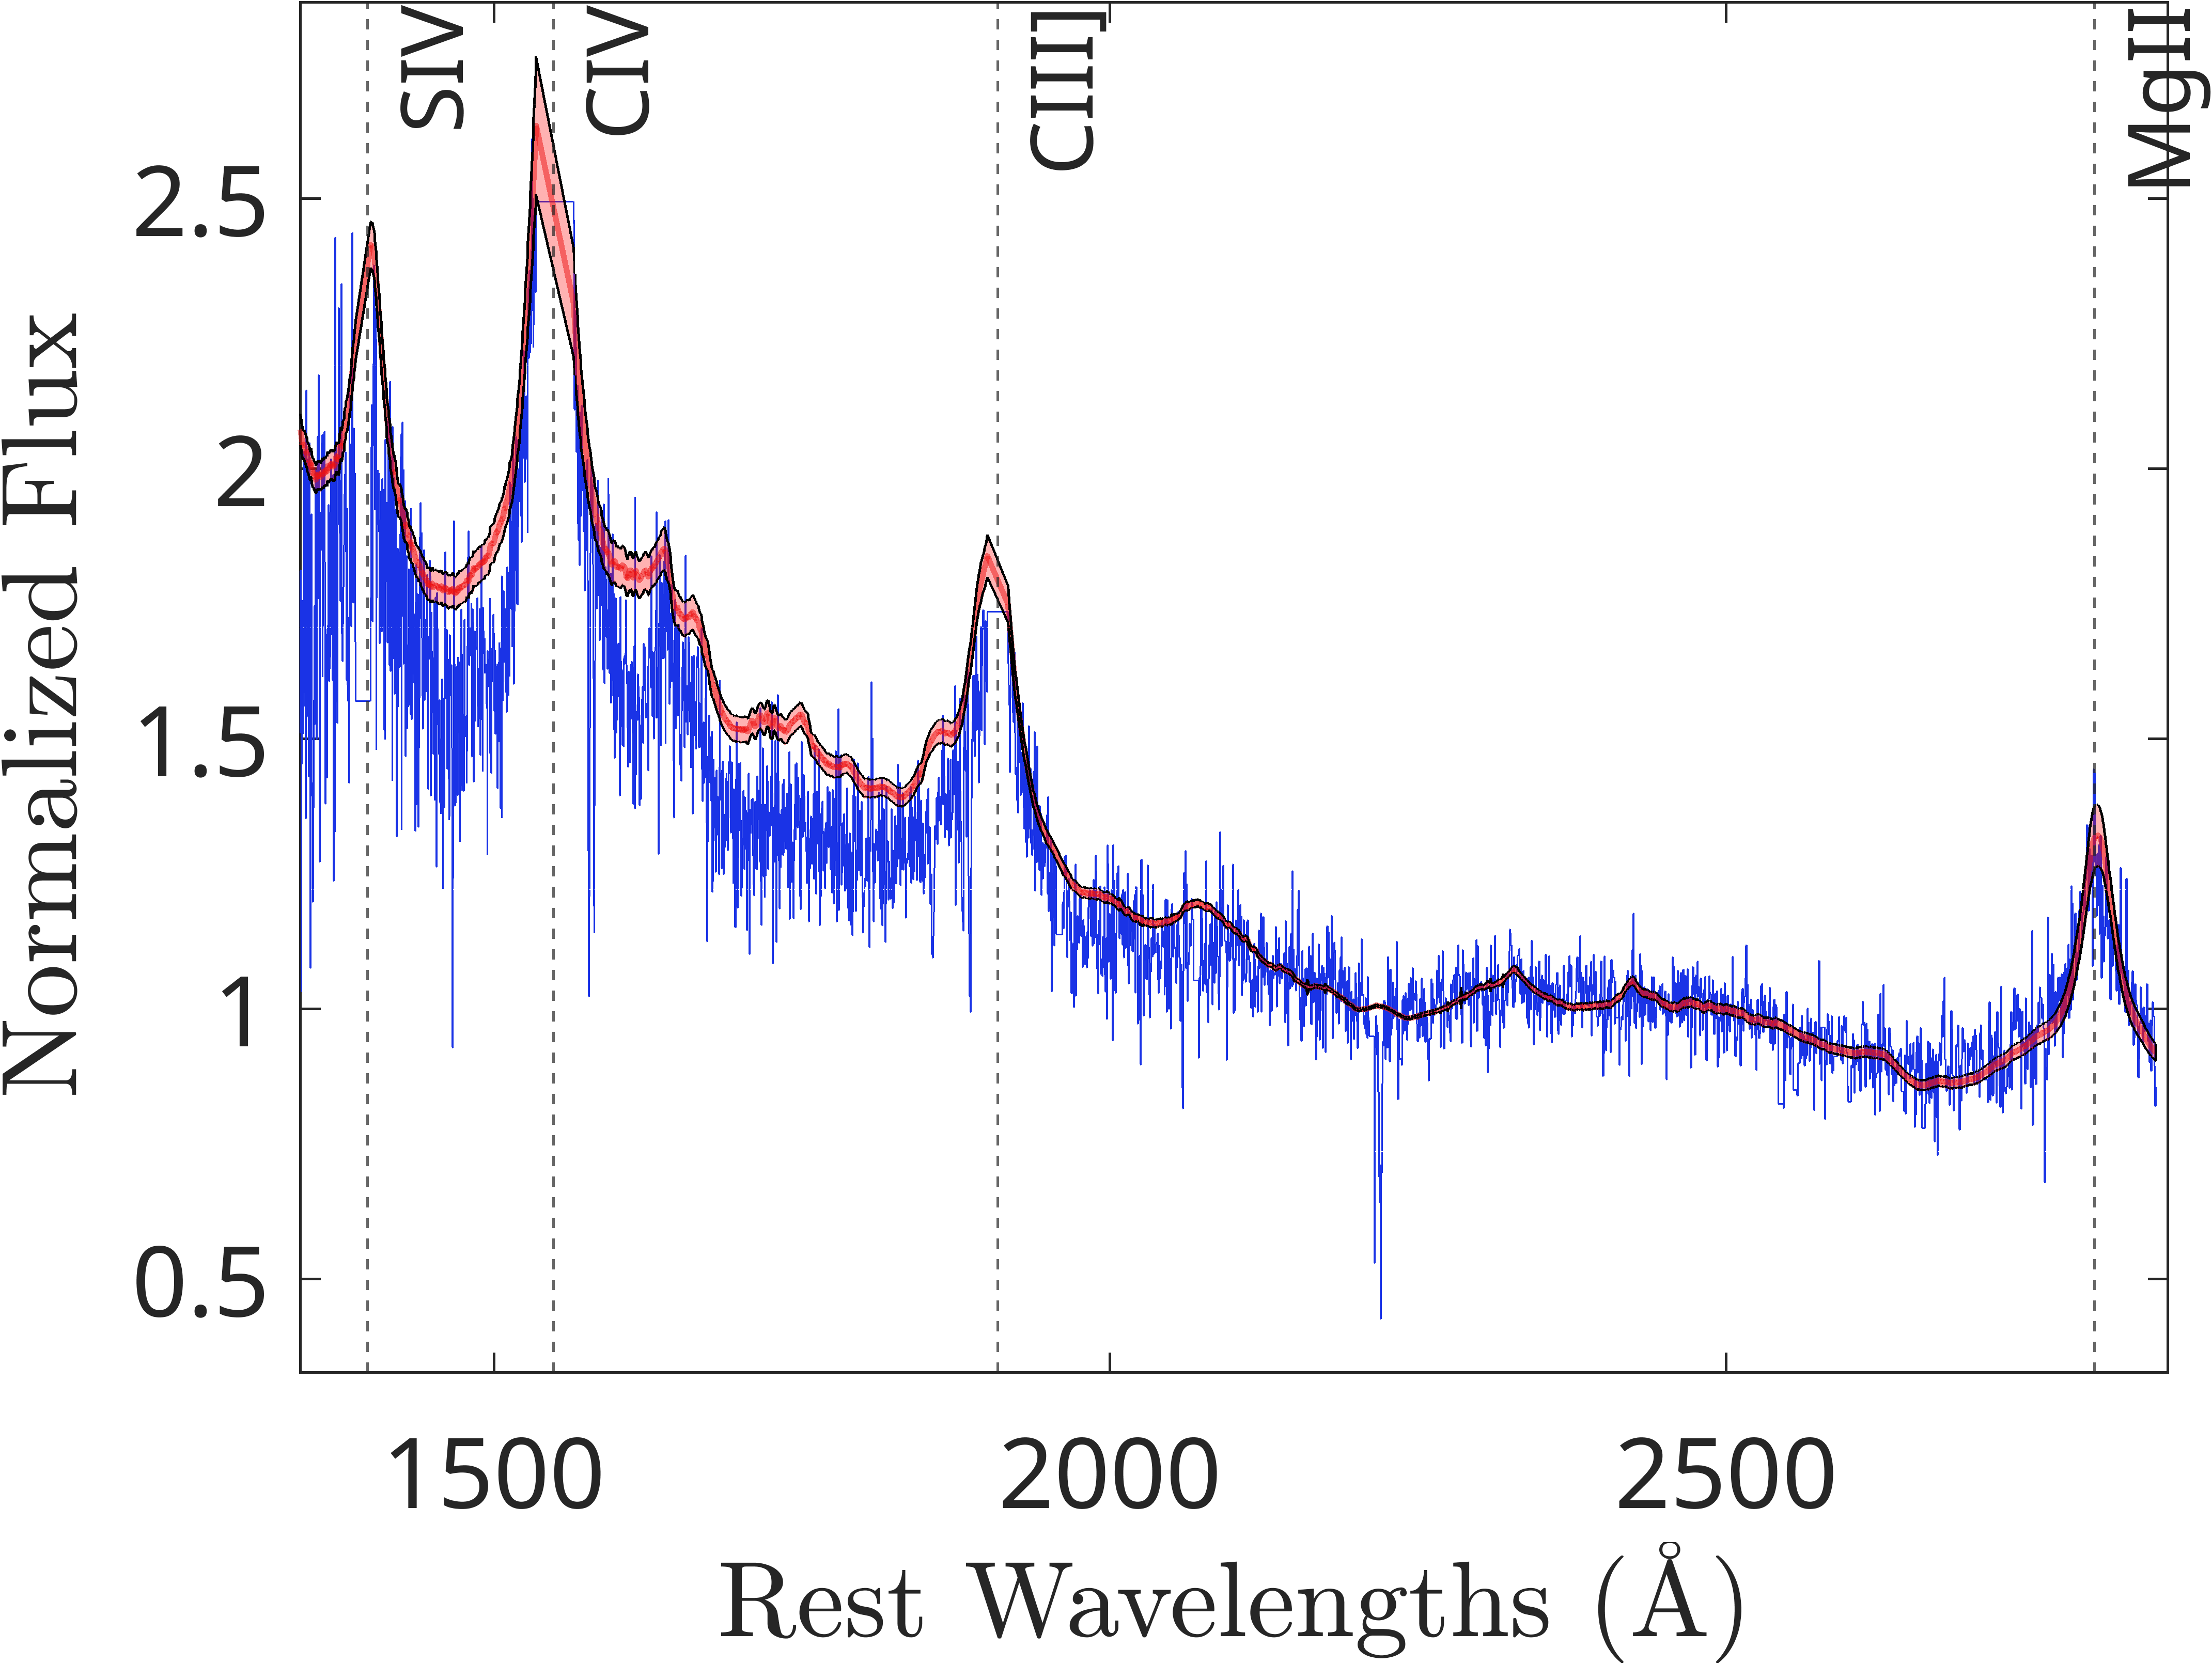 SIV
CIV
CIII]
MgII
2.5
2
1.5
1
0.5
Normalized Flux
1500
2000
2500
Rest Wavelengths (Å)